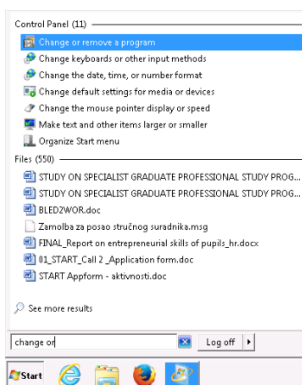 Control Panel (11)
Change or remove a program
Change keyboards or other input methods
Change the date, time, or number format
Change default settings for media or devices
Change the mouse pointer display or speed
Make text and other items larger or smaller
Organize Start menu
Files (550)
STUDY ON SPECIALIST GRADUATE PROFESSIONAL STUDY PROG...
STUDY ON SPECIALIST GRADUATE PROFESSIONAL STUDY PROG...
BLED2WOR.doc
Zamolba za posao stručnog suradnika.msg
FINAL_Report on entrepreneurial skills of pupils_hr.docx
01_START_Call 2 _Application form.doc
START Appform - aktivnosti.doc
See more results
change or
Log off
Start